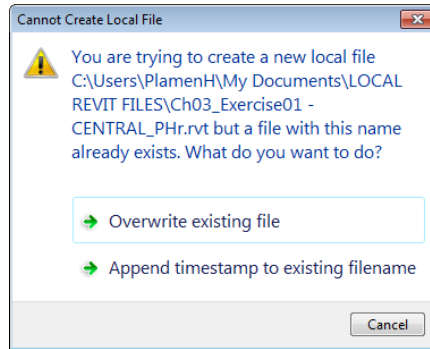 Cannot Create Local File
You are trying to create a new local file
C:\Users\PlamenH\My Documents\LOCAL
REVIT FILES\Ch03_Exercise01 -
CENTRAL_PHr.rvt but a file with this name
already exists. What do you want to do?
Overwrite existing file
Append timestamp to existing filename
Cancel